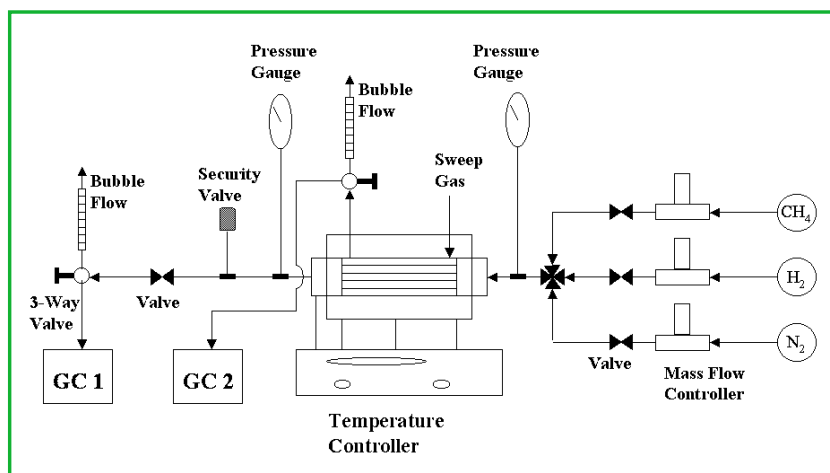 Pressure
Gauge
Pressure
Gauge
Bubble
Flow
Sweep
Gas
Security
Valve
Bubble
Flow
CH4
H2
N2
3-Way
Valve
Valve
Valve
Mass Flow
Controller
GC 1
GC 2
Temperature
Controller